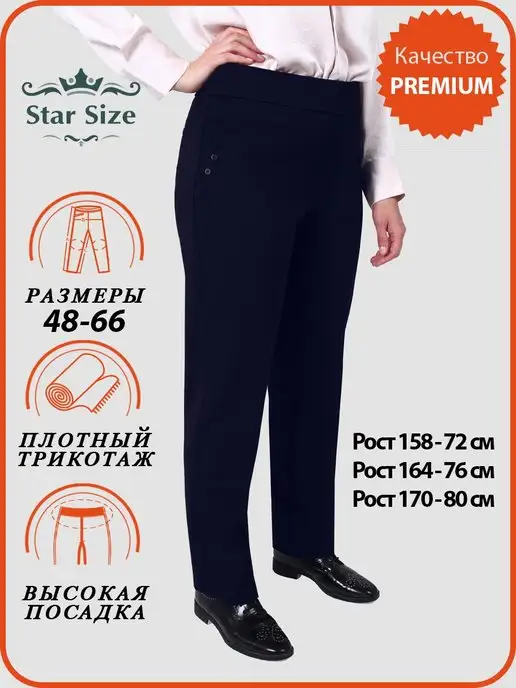 Star Size
Качество
PREMIUM
РАЗМЕРЫ
48-66
ПЛОТНЫЙ
ТРИКОТАЖ
ВЫСОКАЯ
ПОСАДКА
Рост 158 - 72 см
Рост 164 - 76 см
Рост 170 - 80 см